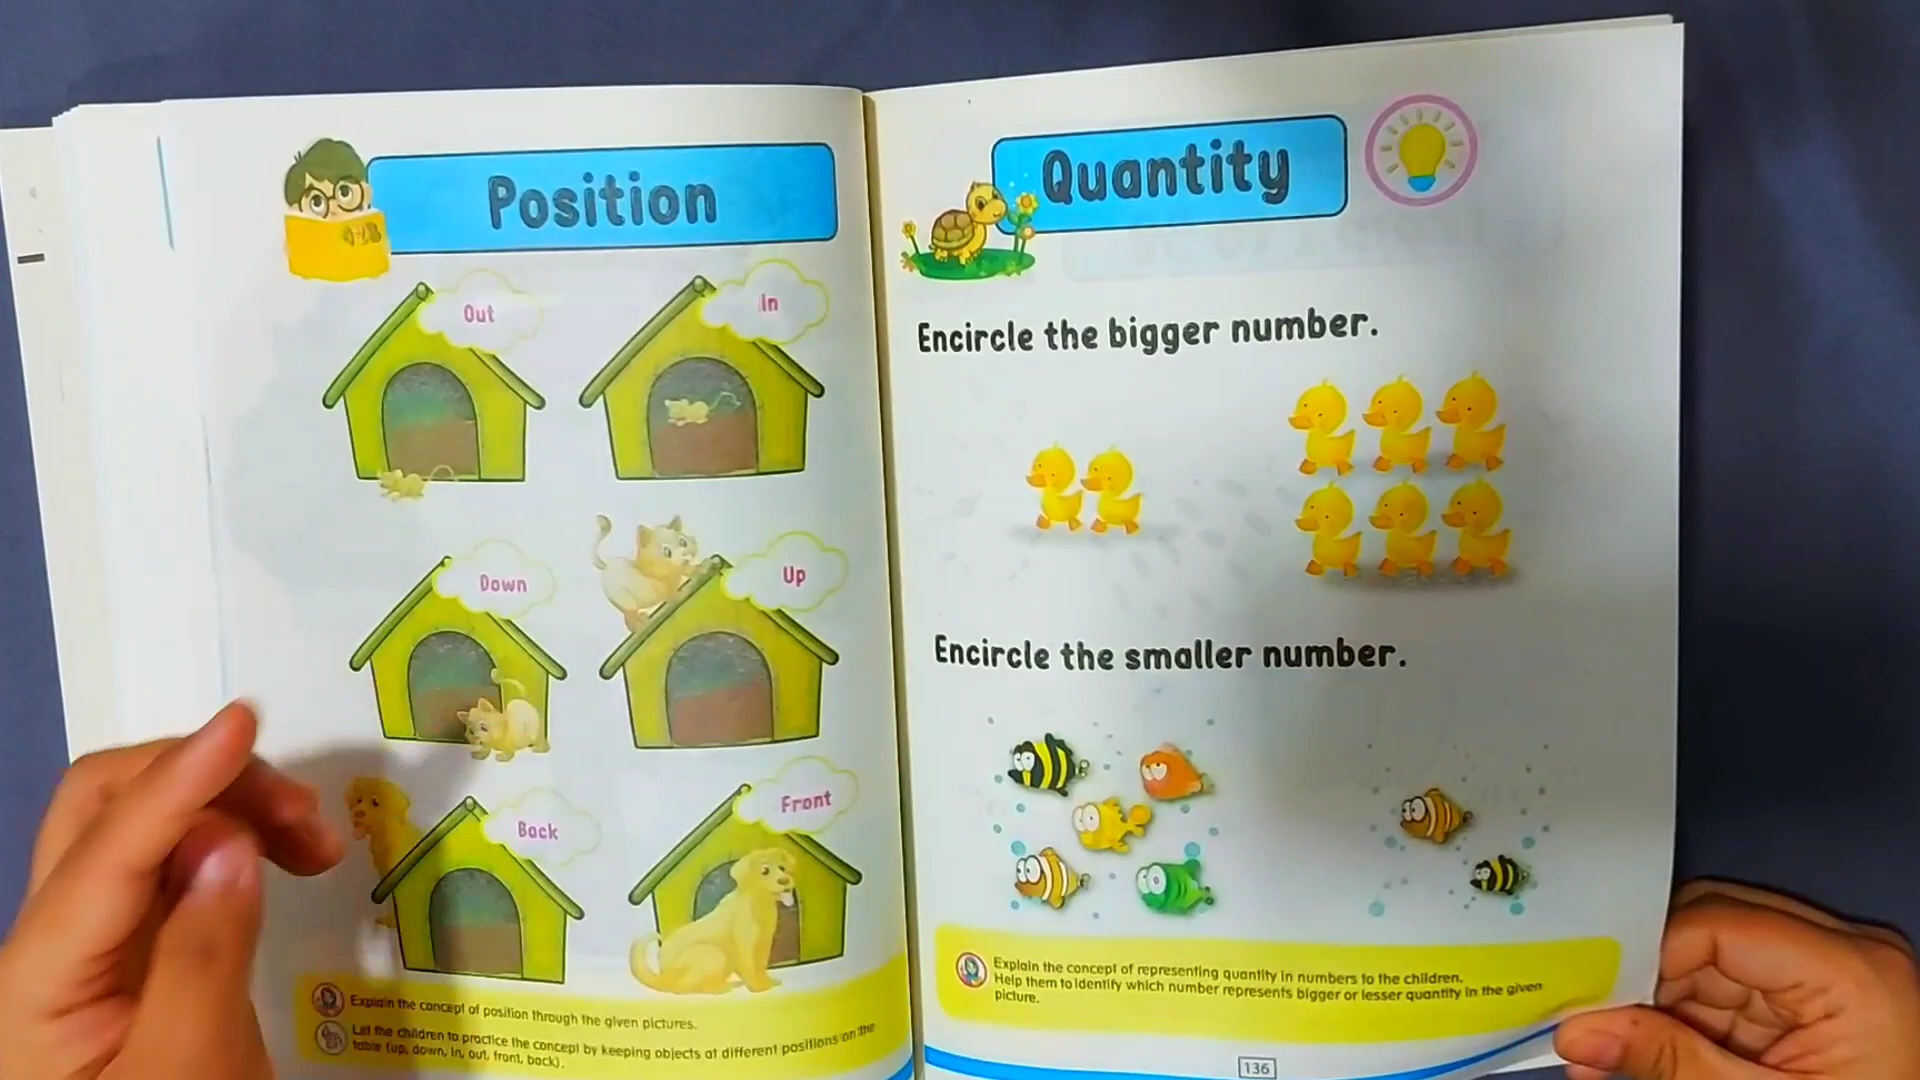 Position
Out
In
Down
Up
Back
Front
Explain the concept of position through the given pictures.
Let the children to practice the concept by keeping objects at different positions on the
table (up, down, in, out, front, back).
Quantity
Encircle the bigger number.
Encircle the smaller number.
Explain the concept of representing quantity in numbers to the children.
Help them to identify which number represents bigger or lesser quantity in the given
picture.
136